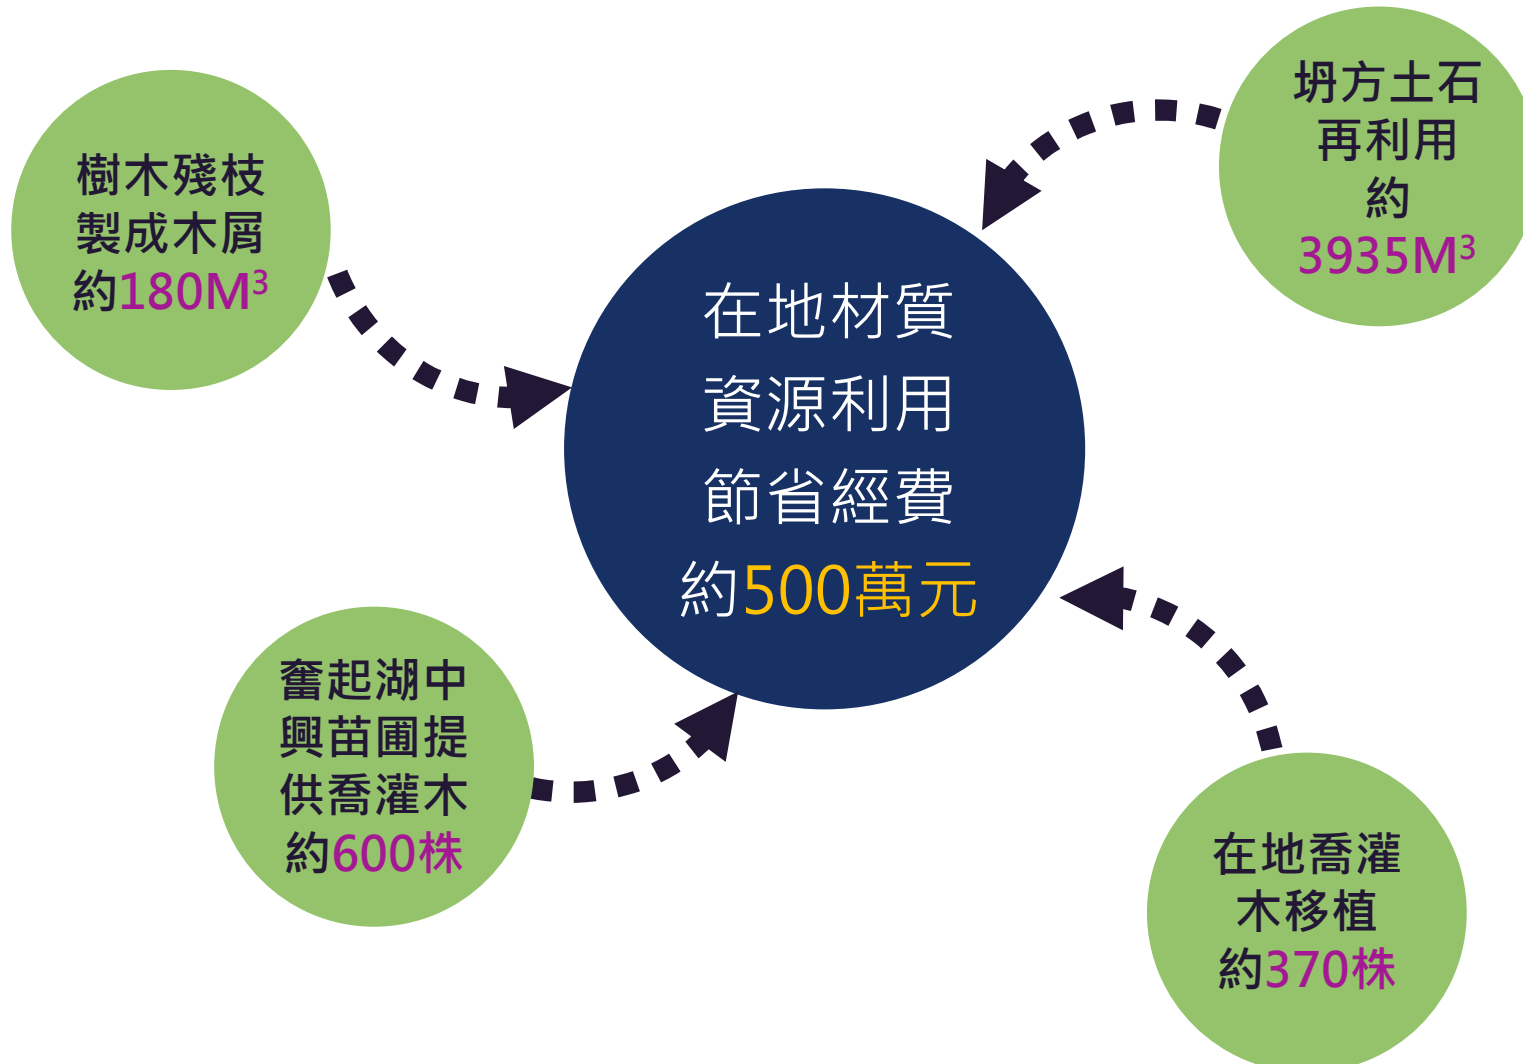 樹木殘枝
製成木屑
約180M³
坍方土石
再利用
約
3935M³
在地材質
資源利用
節省經費
約500萬元
奮起湖中
興苗圃提
供喬灌木
約600株
在地喬灌
木移植
約370株